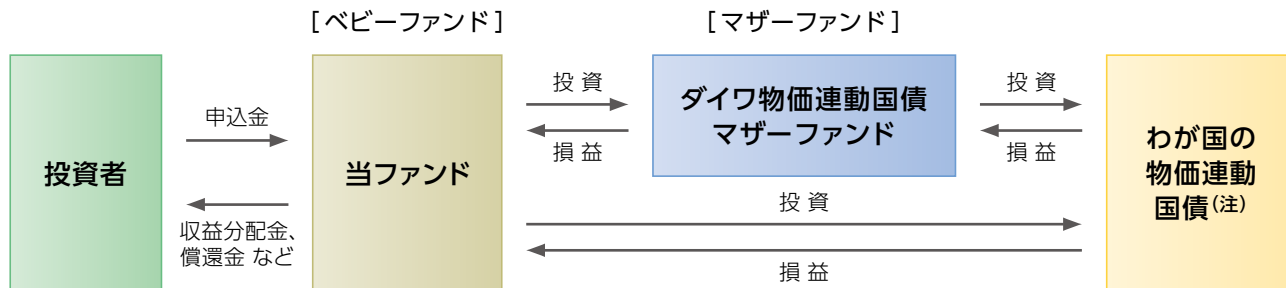 [ベビーファンド]
[マザーファンド]
投資者
申込金
収益分配金、
償還金 など
当ファンド
投 資
損 益
ダイワ物価連動国債
マザーファンド
投 資
損 益
投 資
損 益
わが国の
物価連動
国債(注)